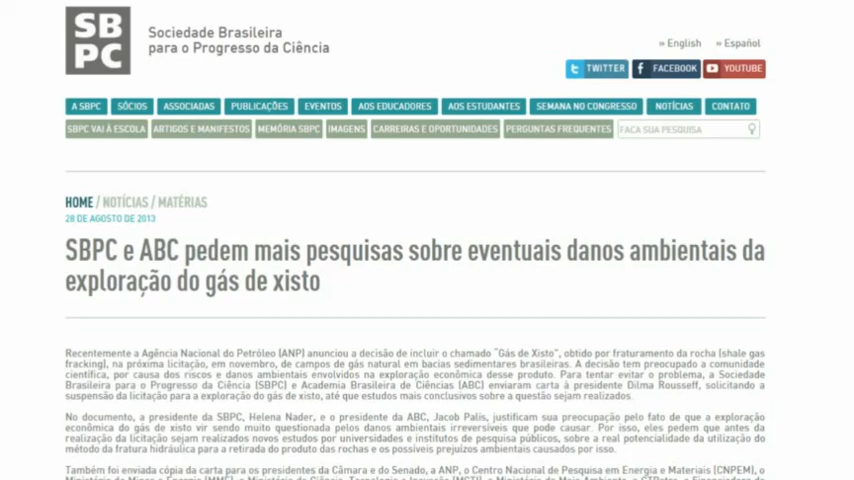 SB
PC
Sociedade Brasileira
para o Progresso da Ciência
» English » Español
TWITTER FACEBOOK YOUTUBE
A SBPC SÓCIOS ASSOCIADAS PUBLICAÇÕES EVENTOS AOS EDUCADORES AOS ESTUDANTES SEMANA NO CONGRESSO NOTÍCIAS CONTATO
SBPC VAI À ESCOLA ARTIGOS E MANIFESTOS MEMÓRIA SBPC IMAGENS CARREIRAS E OPORTUNIDADES PERGUNTAS FREQUENTES FAÇA SUA PESQUISA
HOME / NOTÍCIAS / MATÉRIAS
28 DE AGOSTO DE 2013
SBPC e ABC pedem mais pesquisas sobre eventuais danos ambientais da
exploração do gás de xisto
Recentemente a Agência Nacional do Petróleo (ANP) anunciou a decisão de incluir o chamado "Gás de Xisto", obtido por fraturamento da rocha (shale gas
fracking), na próxima licitação, em novembro, de campos de gás natural em bacias sedimentares brasileiras. A decisão tem preocupado a comunidade
científica, por causa dos riscos e danos ambientais envolvidos na exploração econômica desse produto. Para tentar evitar o problema, a Sociedade
Brasileira para o Progresso da Ciência (SBPC) e Academia Brasileira de Ciências (ABC) enviaram carta à presidente Dilma Rousseff, solicitando a
suspensão da licitação para a exploração do gás de xisto, até que estudos mais conclusivos sobre a questão sejam realizados.
No documento, a presidente da SBPC, Helena Nader, e o presidente da ABC, Jacob Palis, justificam sua preocupação pelo fato de que a exploração
econômica do gás de xisto vir sendo muito questionada pelos danos ambientais irreversíveis que pode causar. Por isso, eles pedem que antes da
realização da licitação sejam realizados novos estudos por universidades e institutos de pesquisa públicos, sobre a real potencialidade da utilização do
método da fratura hidráulica para a retirada do produto das rochas e os possíveis prejuízos ambientais causados por isso.
Também foi enviada cópia da carta para os presidentes da Câmara e do Senado, a ANP, o Centro Nacional de Pesquisa em Energia e Materiais (CNPEM), o